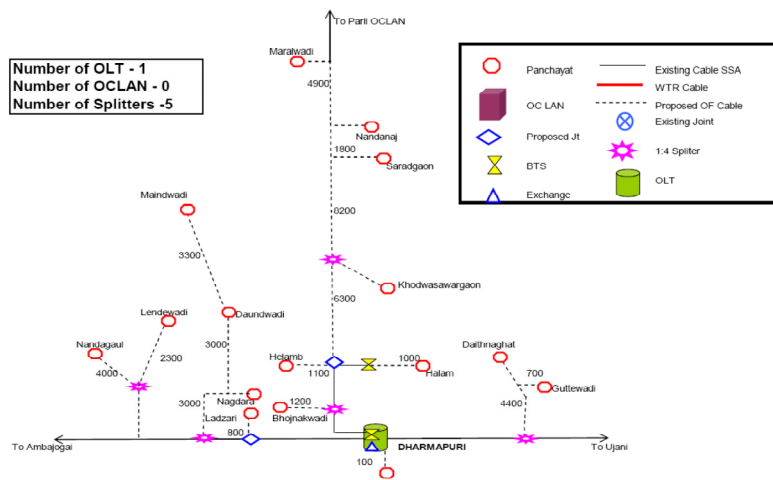 To Parli OCLAN
Number of OLT - 1
Number of OCLAN - 0
Number of Splitters -5
Maralwadi
4900
Nandanaj
1800
Saradgaon
Panchayat
Existing Cable SSA
WTR Cable
OC LAN
Proposed OF Cable
Existing Joint
Proposed Jt
1:4 Spliter
BTS
OLT
Exchange
Maindwadi
3300
6200
Khodwasawargaon
6300
Lendewadi
Daundwadi
Nandagaul
3000
2300
4000
Helamb
1100
1000
Halam
Daithnaghat
700
Guttewadi
4400
Nagdara
3000
Ladzari
1200
Bhojnakwadi
800
To Ambajogai
DHARMAPURI
To Ujani
100